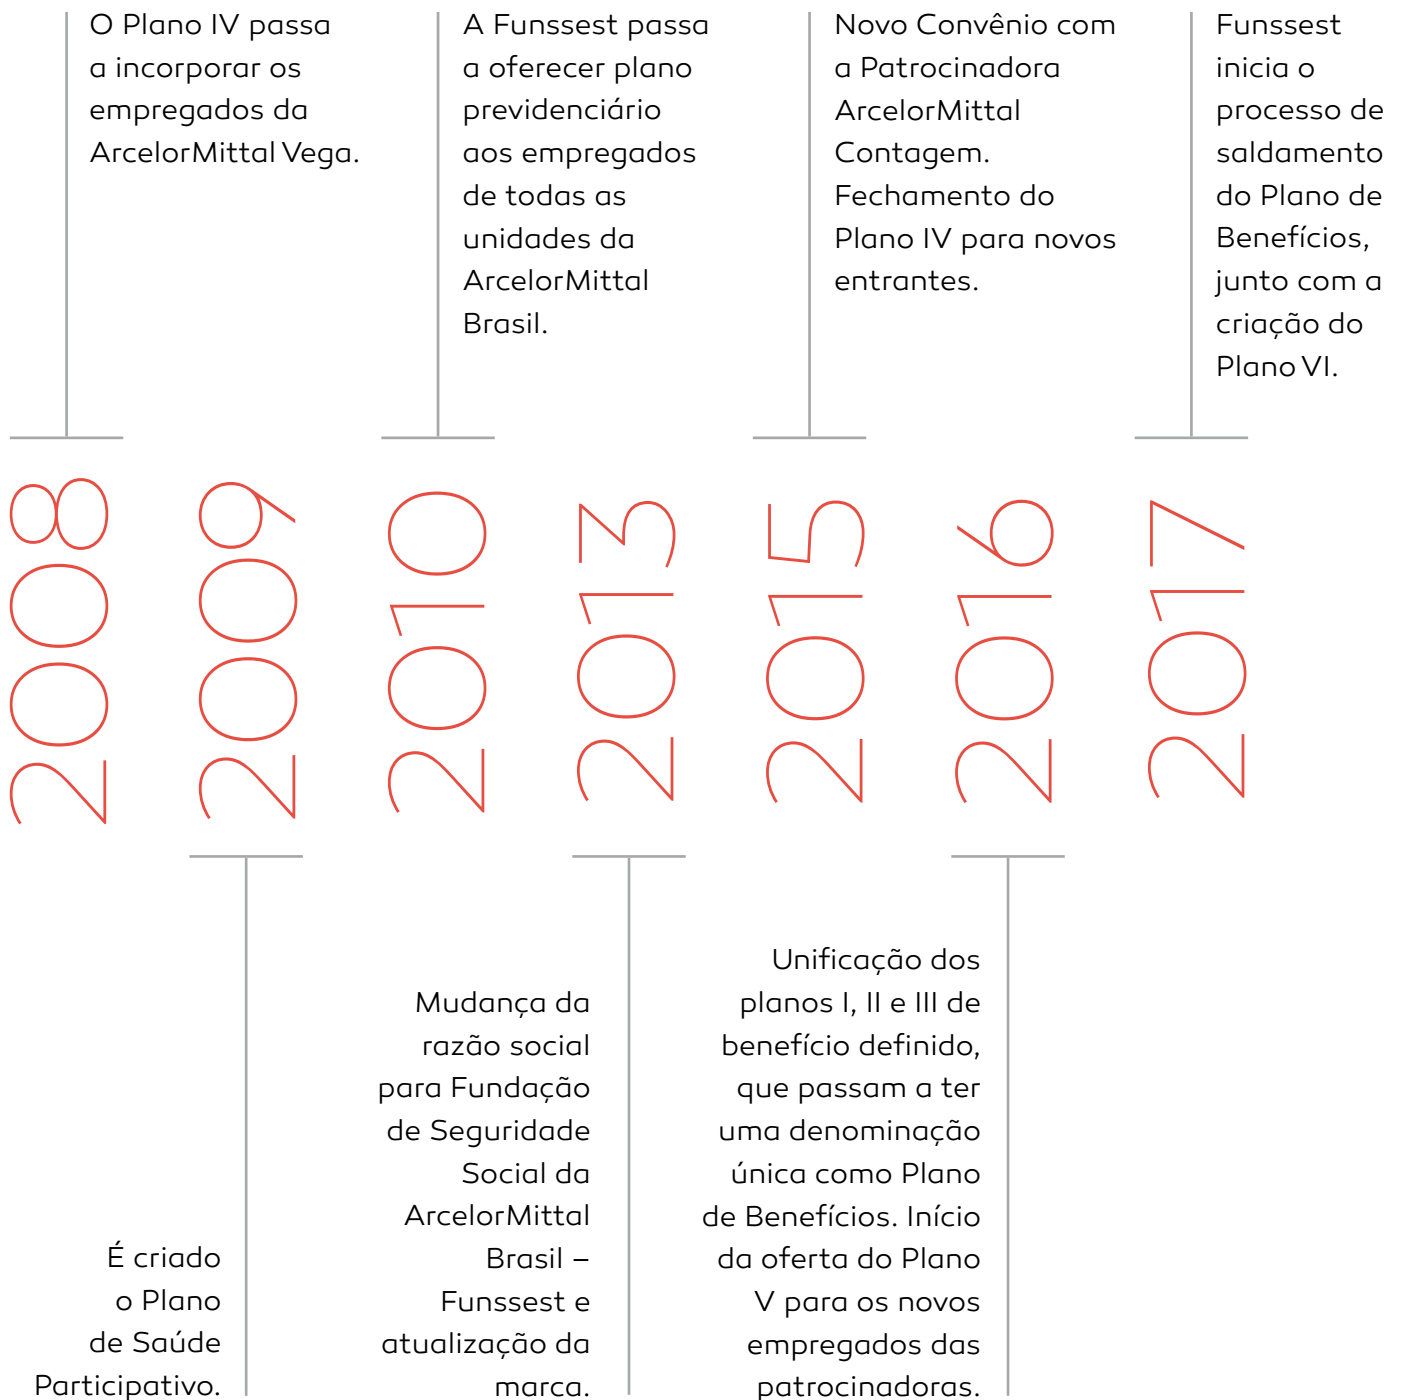 O Plano IV passa
a incorporar os
empregados da
ArcelorMittal Vega.
A Funssest passa
a oferecer plano
previdenciário
aos empregados
de todas as
unidades da
ArcelorMittal
Brasil.
Novo Convênio com
a Patrocinadora
ArcelorMittal
Contagem.
Fechamento do
Plano IV para novos
entrantes.
Funssest
inicia o
processo de
saldamento
do Plano de
Benefícios,
junto com a
criação do
Plano VI.
2008
2009
2010
2013
2015
2016
2017
É criado
o Plano
de Saúde
Participativo.
Mudança da
razão social
para Fundação
de Seguridade
Social da
ArcelorMittal
Brasil –
Funssest e
atualização da
marca.
Unificação dos
planos I, II e III de
benefício definido,
que passam a ter
uma denominação
única como Plano
de Benefícios. Início
da oferta do Plano
V para os novos
empregados das
patrocinadoras.